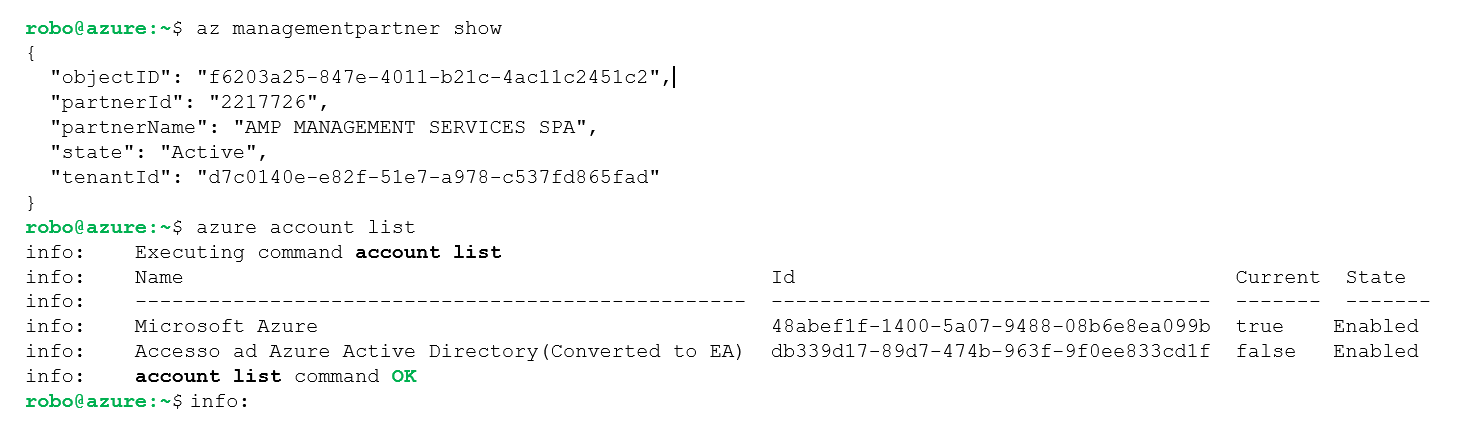 robo@azure:~$ az managementpartner show
{
  "objectID": "f6203a25-847e-4011-b21c-4ac11c2451c2",
  "partnerId": "2217726",
  "partnerName": "AMP MANAGEMENT SERVICES SPA",
  "state": "Active",
  "tenantId": "d7c0140e-e82f-51e7-a978-c537fd865fad"
}
robo@azure:~$ azure account list
info:    Executing command account list
info:    Name                                                Id                                    Current  State
info:    --------------------------------------------------  ------------------------------------  -------  -------
info:    Microsoft Azure                                     48abef1f-1400-5a07-9488-08b6e8ea099b  true    Enabled
info:    Accesso ad Azure Active Directory(Converted to EA)  db339d17-89d7-474b-963f-9f0ee833cd1f  false   Enabled
info:    account list command OK
robo@azure:~$ info: